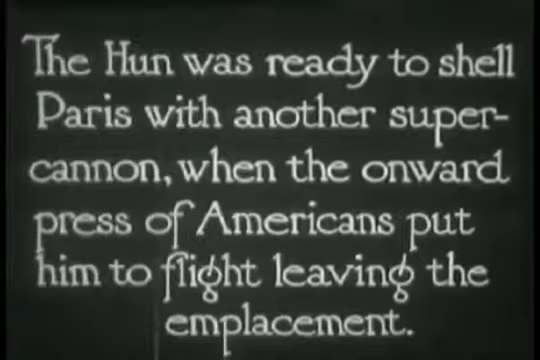 The Hun was ready to shell
Paris with another super-
cannon, when the onward
press of Americans put
him to flight leaving the
emplacement.